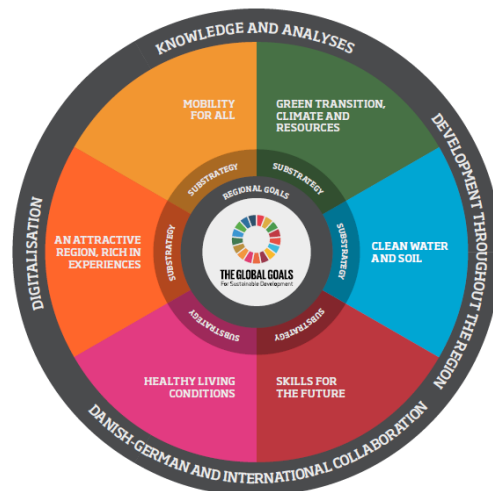 KNOWLEDGE AND ANALYSES
DEVELOPMENT THROUGHOUT THE REGION
DANISH-GERMAN AND INTERNATIONAL COLLABORATION
DIGITALISATION
MOBILITY
FOR ALL
GREEN TRANSITION,
CLIMATE AND
RESOURCES
CLEAN WATER
AND SOIL
SKILLS FOR
THE FUTURE
HEALTHY LIVING
CONDITIONS
AN ATTRACTIVE
REGION, RICH IN
EXPERIENCES
SUBSTRATEGY
SUBSTRATEGY
SUBSTRATEGY
SUBSTRATEGY
SUBSTRATEGY
SUBSTRATEGY
REGIONAL GOALS
THE GLOBAL GOALS
For Sustainable Development